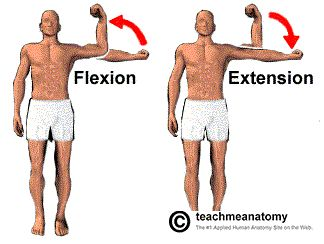 Flexion
Extension
© teachmeanatomy
The #1 Applied Human Anatomy Site on the Web.